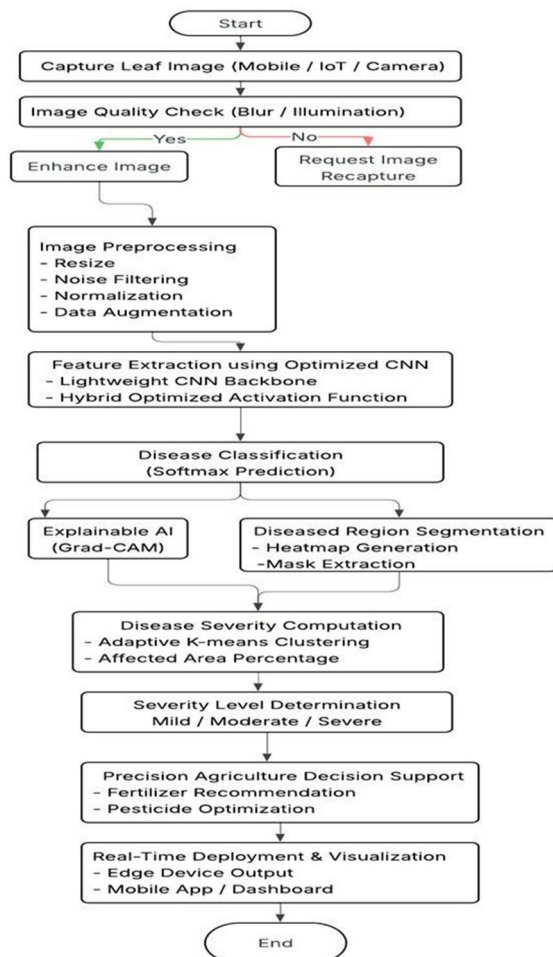 Start
Capture Leaf Image (Mobile / IoT / Camera)
Image Quality Check (Blur / Illumination)
Yes
No
Enhance Image
Request Image
Recapture
Image Preprocessing
- Resize
- Noise Filtering
- Normalization
- Data Augmentation
Feature Extraction using Optimized CNN
- Lightweight CNN Backbone
- Hybrid Optimized Activation Function
Disease Classification
(Softmax Prediction)
Explainable AI
(Grad-CAM)
Diseased Region Segmentation
- Heatmap Generation
-Mask Extraction
Disease Severity Computation
- Adaptive K-means Clustering
- Affected Area Percentage
Severity Level Determination
Mild / Moderate / Severe
Precision Agriculture Decision Support
- Fertilizer Recommendation
- Pesticide Optimization
Real-Time Deployment & Visualization
- Edge Device Output
- Mobile App / Dashboard
End